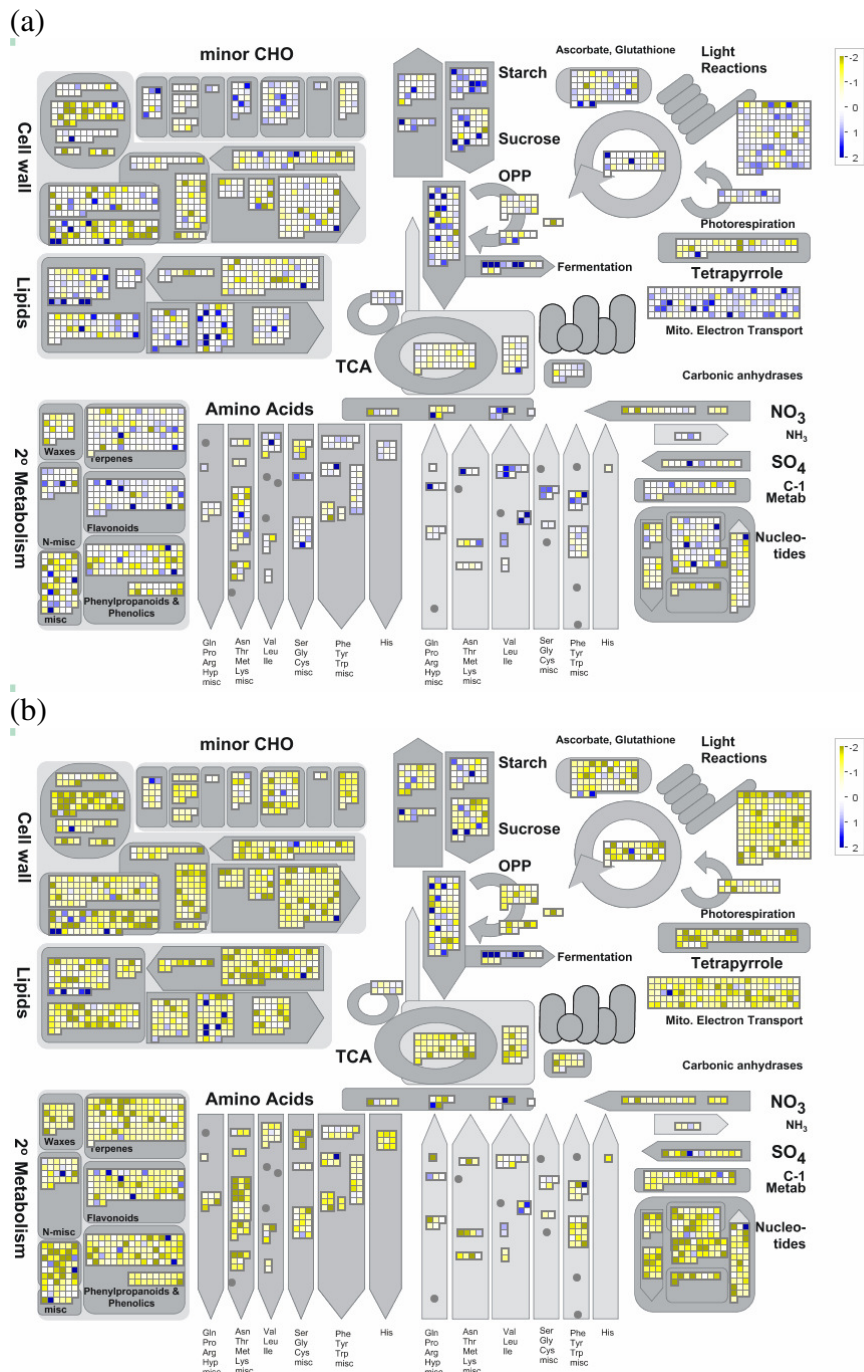 (a)
minor CHO
Starch
Sucrose
Ascorbate, Glutathione
Light
Reactions
-2
-1
0
1
2
Cell wall
OPP
Photorespiration
Fermentation
Tetrapyrrole
Lipids
Mito. Electron Transport
TCA
Carbonic anhydrases
Amino Acids
NO3
NH3
SO4
C-1
Metab
2º Metabolism
Waxes
Terpenes
N-misc
Flavonoids
misc
Phenylpropanoids &
Phenolics
Nucleo-
tides
Gln
Pro
Arg
Hyp
misc
Asn
Thr
Met
Lys
misc
Val
Leu
Ile
Ser
Gly
Cys
misc
Phe
Tyr
Trp
misc
His
Gln
Pro
Arg
Hyp
misc
Asn
Thr
Met
Lys
misc
Val
Leu
Ile
Ser
Gly
Cys
misc
Phe
Tyr
Trp
misc
His
(b)
minor CHO
Starch
Sucrose
Ascorbate, Glutathione
Light
Reactions
-2
-1
0
1
2
Cell wall
OPP
Photorespiration
Fermentation
Tetrapyrrole
Lipids
Mito. Electron Transport
TCA
Carbonic anhydrases
Amino Acids
NO3
NH3
SO4
C-1
Metab
2º Metabolism
Waxes
Terpenes
N-misc
Flavonoids
misc
Phenylpropanoids &
Phenolics
Nucleo-
tides
Gln
Pro
Arg
Hyp
misc
Asn
Thr
Met
Lys
misc
Val
Leu
Ile
Ser
Gly
Cys
misc
Phe
Tyr
Trp
misc
His
Gln
Pro
Arg
Hyp
misc
Asn
Thr
Met
Lys
misc
Val
Leu
Ile
Ser
Gly
Cys
misc
Phe
Tyr
Trp
misc
His